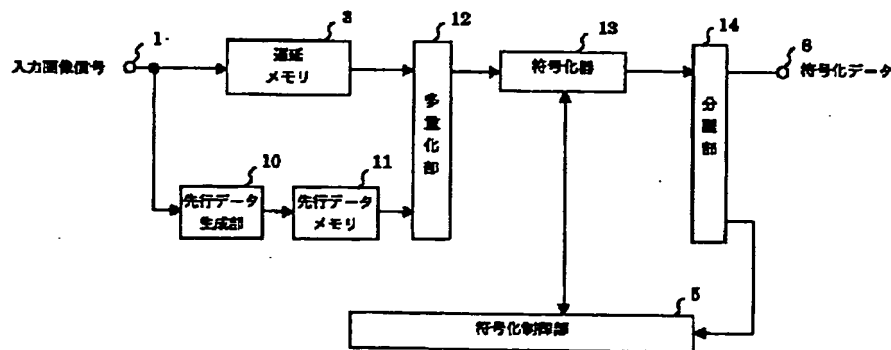 12
13
14
1
3
8
入力画像信号
遅延
メモリ
多重化部
符号化器
分離部
符号化データ
10
11
先行データ
生成部
先行データ
メモリ
5
符号化制御部